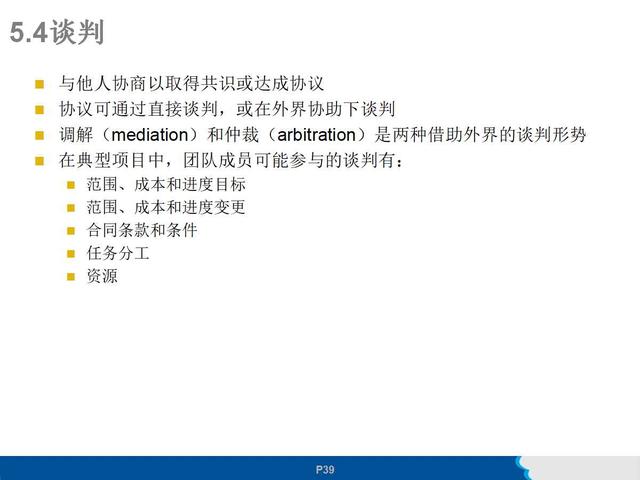 5.4谈判
与他人协商以取得共识或达成协议
协议可通过直接谈判，或在外界协助下谈判
调解（mediation）和仲裁（arbitration）是两种借助外界的谈判形势
在典型项目中，团队成员可能参与的谈判有：
范围、成本和进度目标
范围、成本和进度变更
合同条款和条件
任务分工
资源
P39